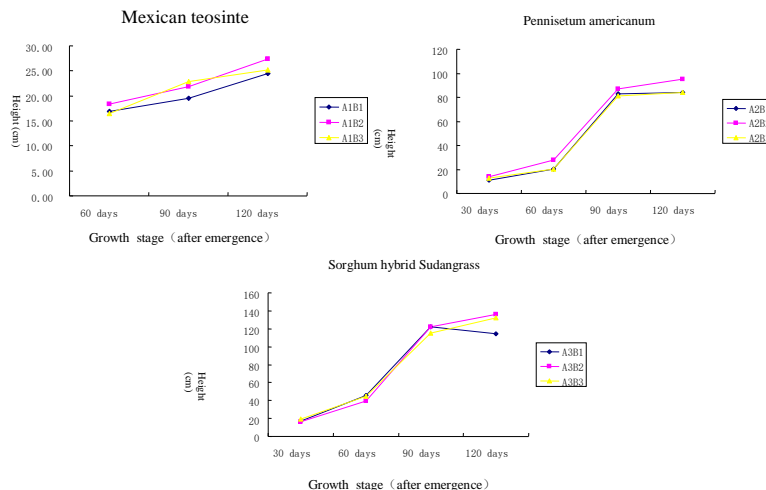 Mexican teosinte
30.00
25.00
20.00
15.00
10.00
5.00
0.00
Height(cm)
60 days
90 days
120 days
Growth stage（after emergence）
A1B1
A1B2
A1B3
Pennisetum americanum
120
100
80
60
40
20
0
Height
(cm)
30 days
60 days
90 days
120 days
Growth stage（after emergence）
A2B
A2B
A2B
Sorghum hybrid Sudangrass
160
140
120
100
80
60
40
20
0
Height
(cm)
30 days
60 days
90 days
120 days
Growth stage（after emergence）
A3B1
A3B2
A3B3